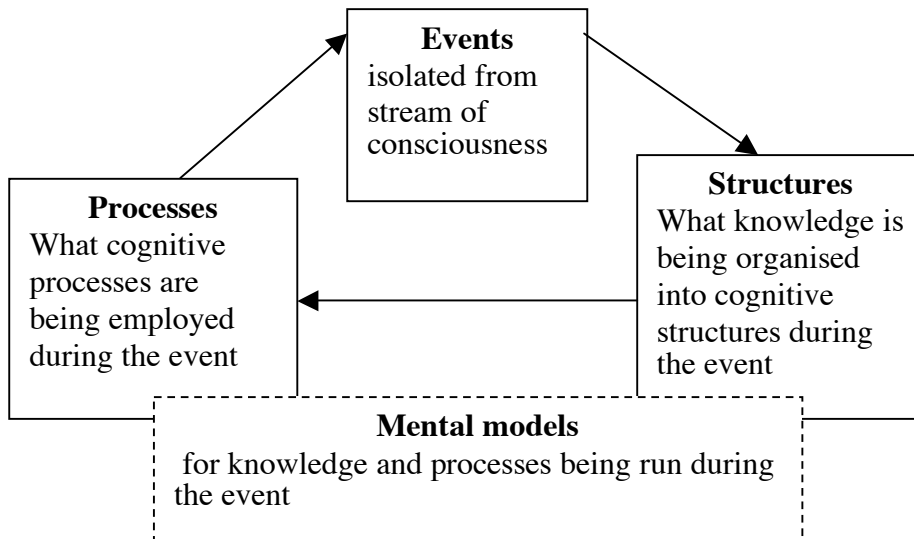 Events
isolated from
stream of
consciousness
Processes
What cognitive
processes are
being employed
during the event
Structures
What knowledge is
being organised
into cognitive
structures during
the event
Mental models
for knowledge and processes being run during
the event